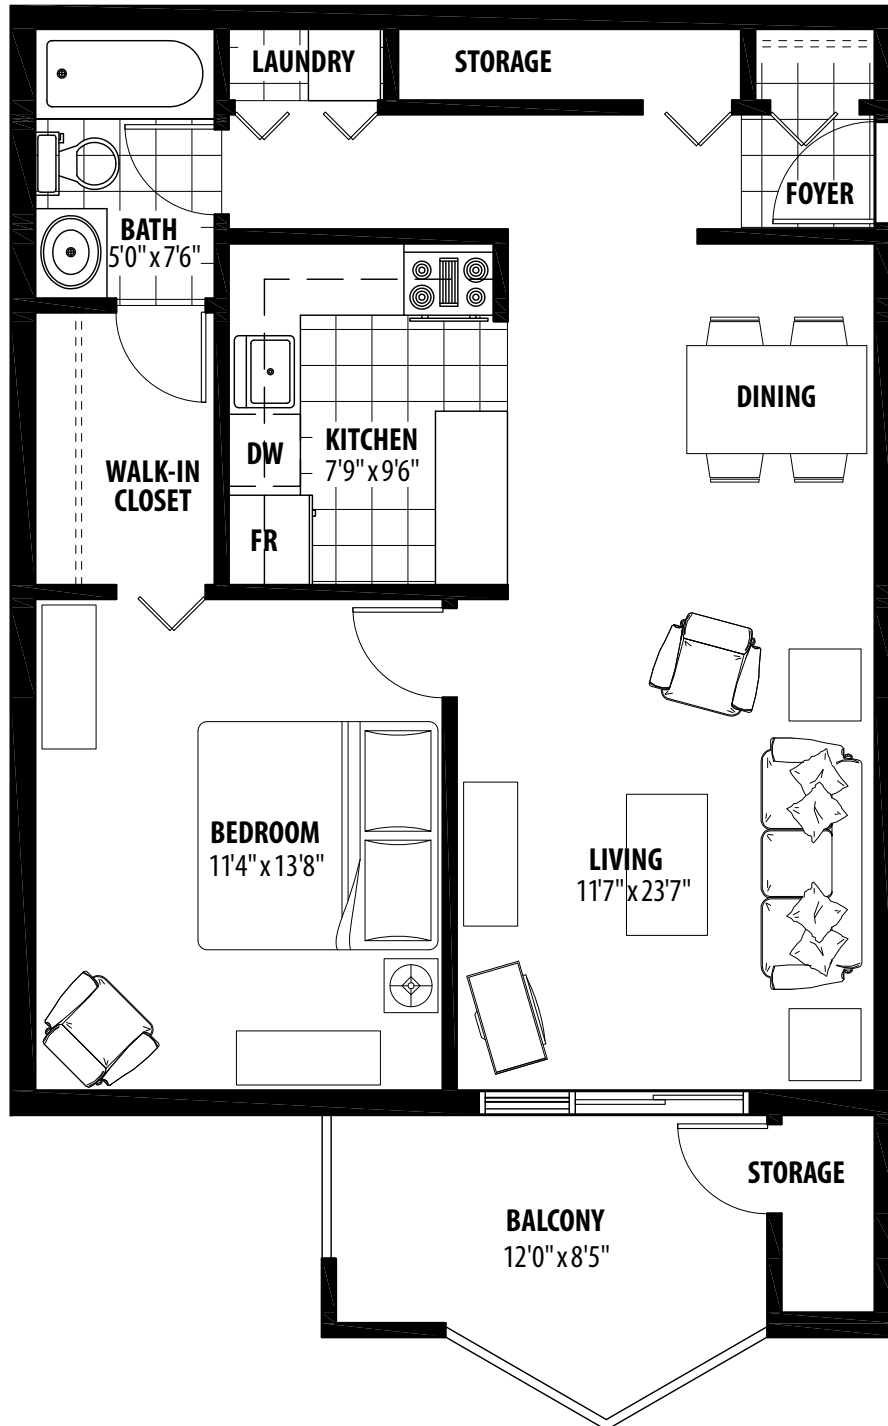 LAUNDRY
STORAGE
FOYER
BATH
5'0" x 7'6"
DINING
KITCHEN
7'9" x 9'6"
DW
WALK-IN
CLOSET
FR
BEDROOM
11'4" x 13'8"
LIVING
11'7" x 23'7"
STORAGE
BALCONY
12'0" x 8'5"